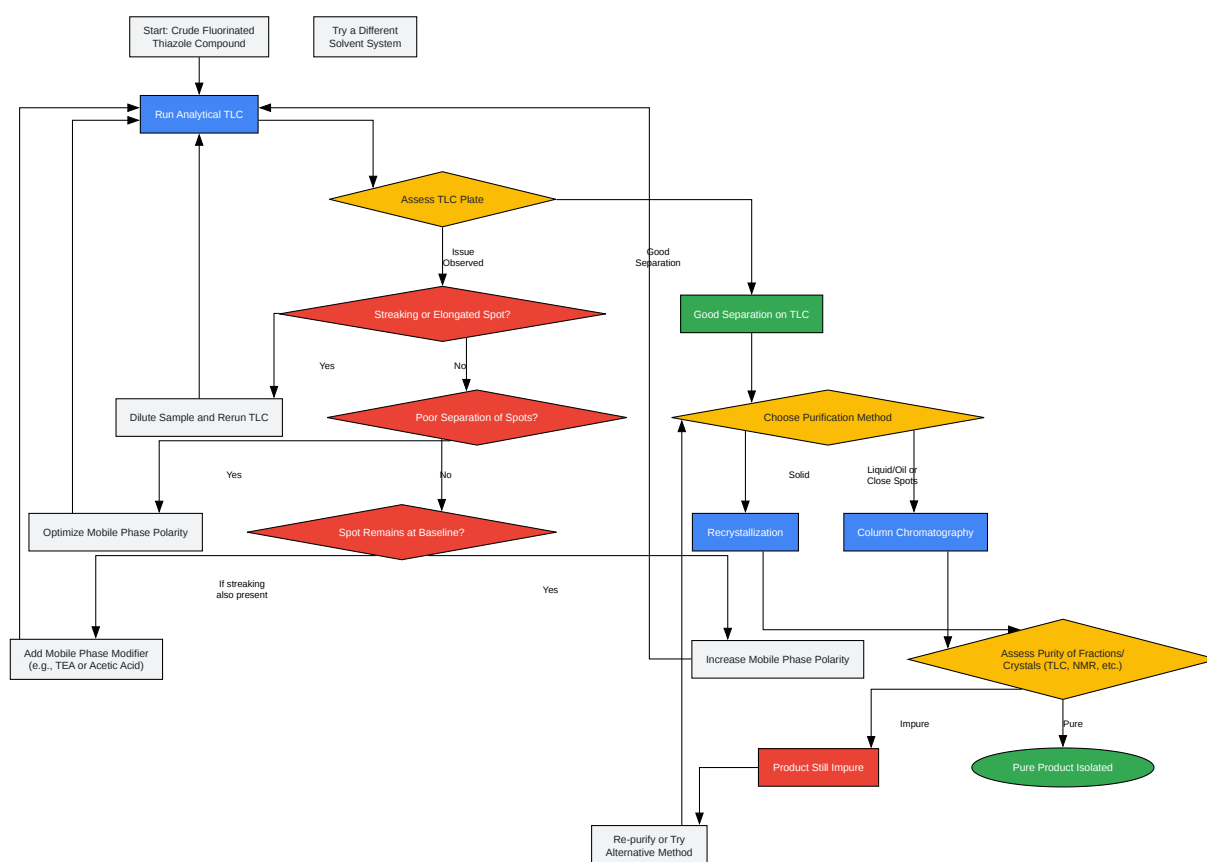 Start: Crude Fluorinated
Thiazole Compound
Try a Different
Solvent System
Run Analytical TLC
Assess TLC Plate
Issue
Observed
Good
Separation
Streaking or Elongated Spot?
Good Separation on TLC
Yes
No
Dilute Sample and Rerun TLC
Poor Separation of Spots?
Choose Purification Method
Yes
No
Solid
Liquid/Oil or
Close Spots
Optimize Mobile Phase Polarity
Spot Remains at Baseline?
Recrystallization
Column Chromatography
If streaking
also present
Yes
Add Mobile Phase Modifier
(e.g., TEA or Acetic Acid)
Increase Mobile Phase Polarity
Assess Purity of Fractions/
Crystals (TLC, NMR, etc.)
Impure
Pure
Product Still Impure
Pure Product Isolated
Re-purify or Try
Alternative Method